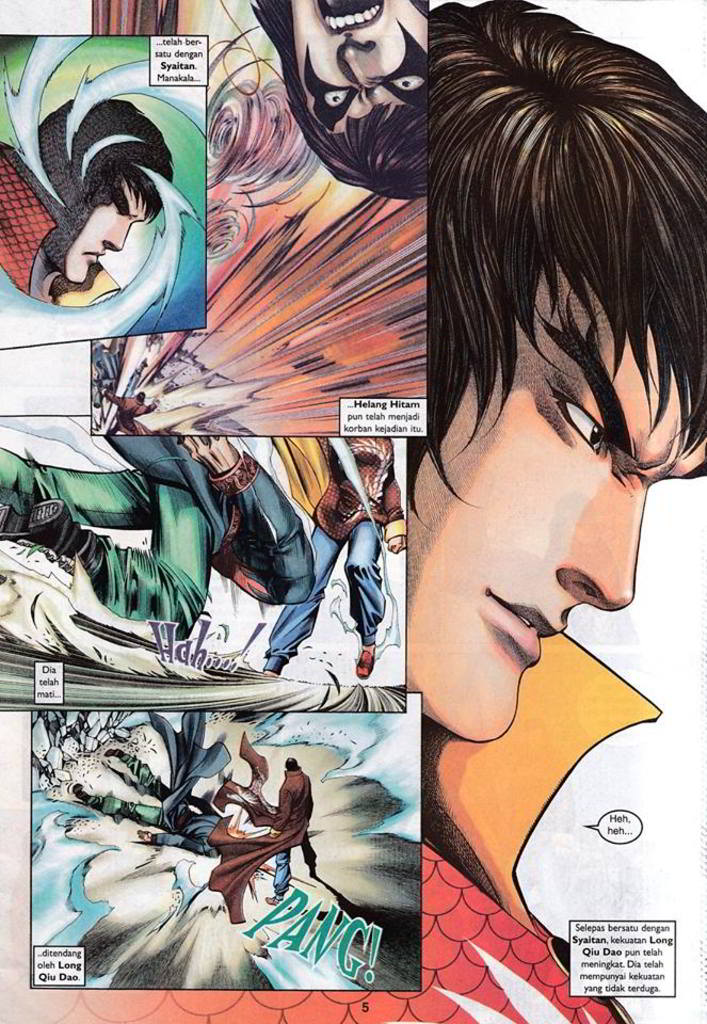 ...telah ber-
satu dengan
Syaitan.
Manakala...
...Helang Hitam
pun telah menjadi
korban kejadian itu.
Hah.....!
Dia
telah
mati...
PANG!
..ditendang
oleh Long
Qiu Dao.
Heh,
heh...
Selepas bersatu dengan
Syaitan, kekuatan Long
Qiu Dao pun telah
meningkat. Dia telah
mempunyai kekuatan
yang tidak terduga.
5